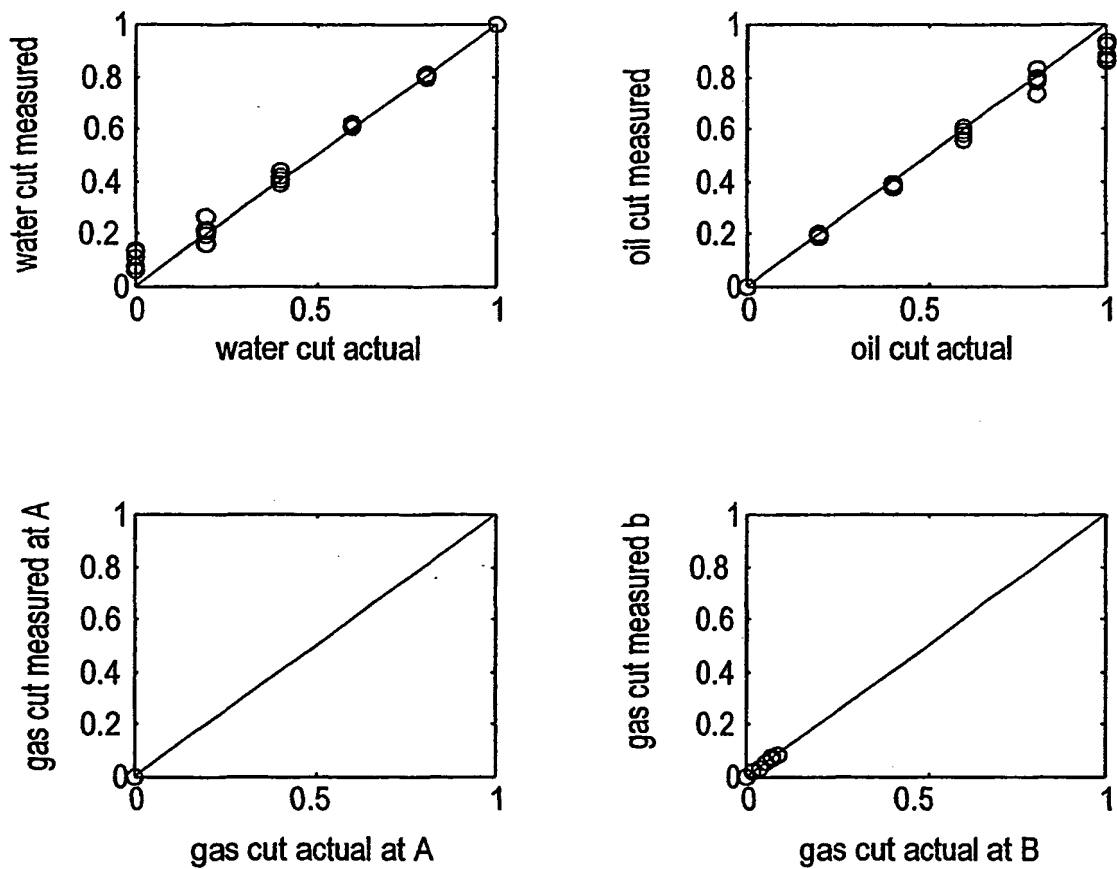 water cut measured
1
0.8
0.6
0.4
0.2
0
0 0.5 1
water cut actual
oil cut measured
1
0.8
0.6
0.4
0.2
0
0 0.5 1
oil cut actual
gas cut measured at A
1
0.8
0.6
0.4
0.2
0
0 0.5 1
gas cut actual at A
gas cut measured b
1
0.8
0.6
0.4
0.2
0
0 0.5 1
gas cut actual at B